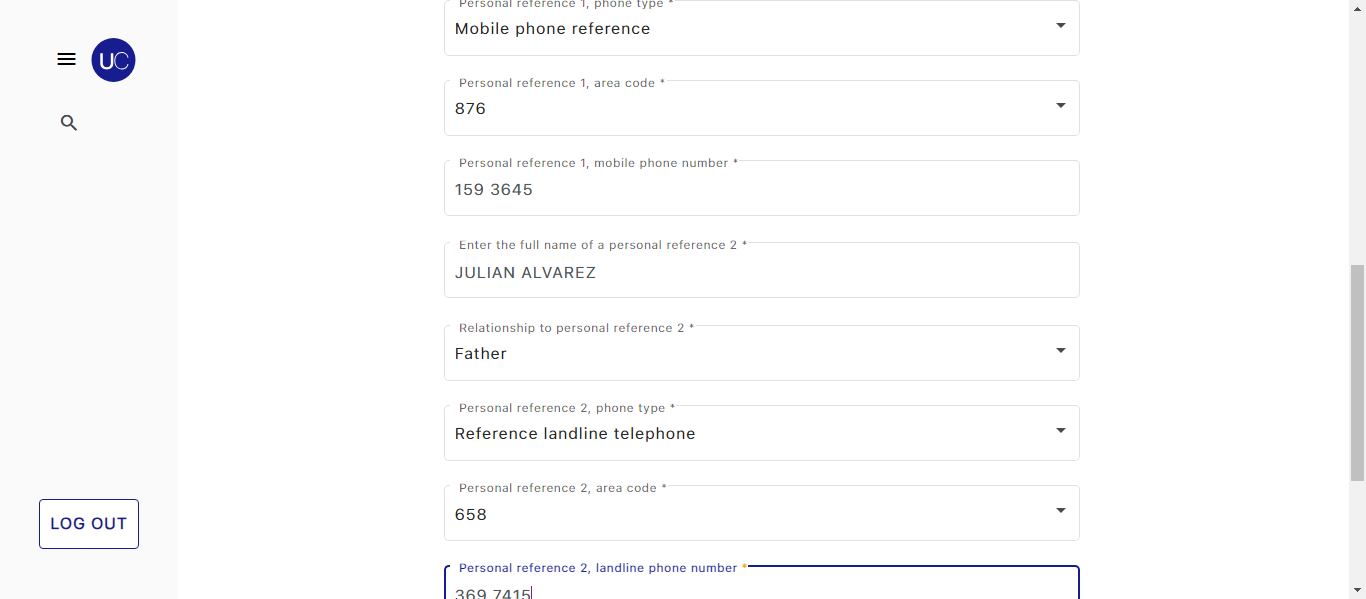 Personal reference 1, phone type *
Mobile phone reference
UC
Personal reference 1, area code *
876
Personal reference 1, mobile phone number *
159 3645
Enter the full name of a personal reference 2 *
JULIAN ALVAREZ
Relationship to personal reference 2 *
Father
Personal reference 2, phone type *
Reference landline telephone
Personal reference 2, area code *
658
LOG OUT
Personal reference 2, landline phone number *
369 7415